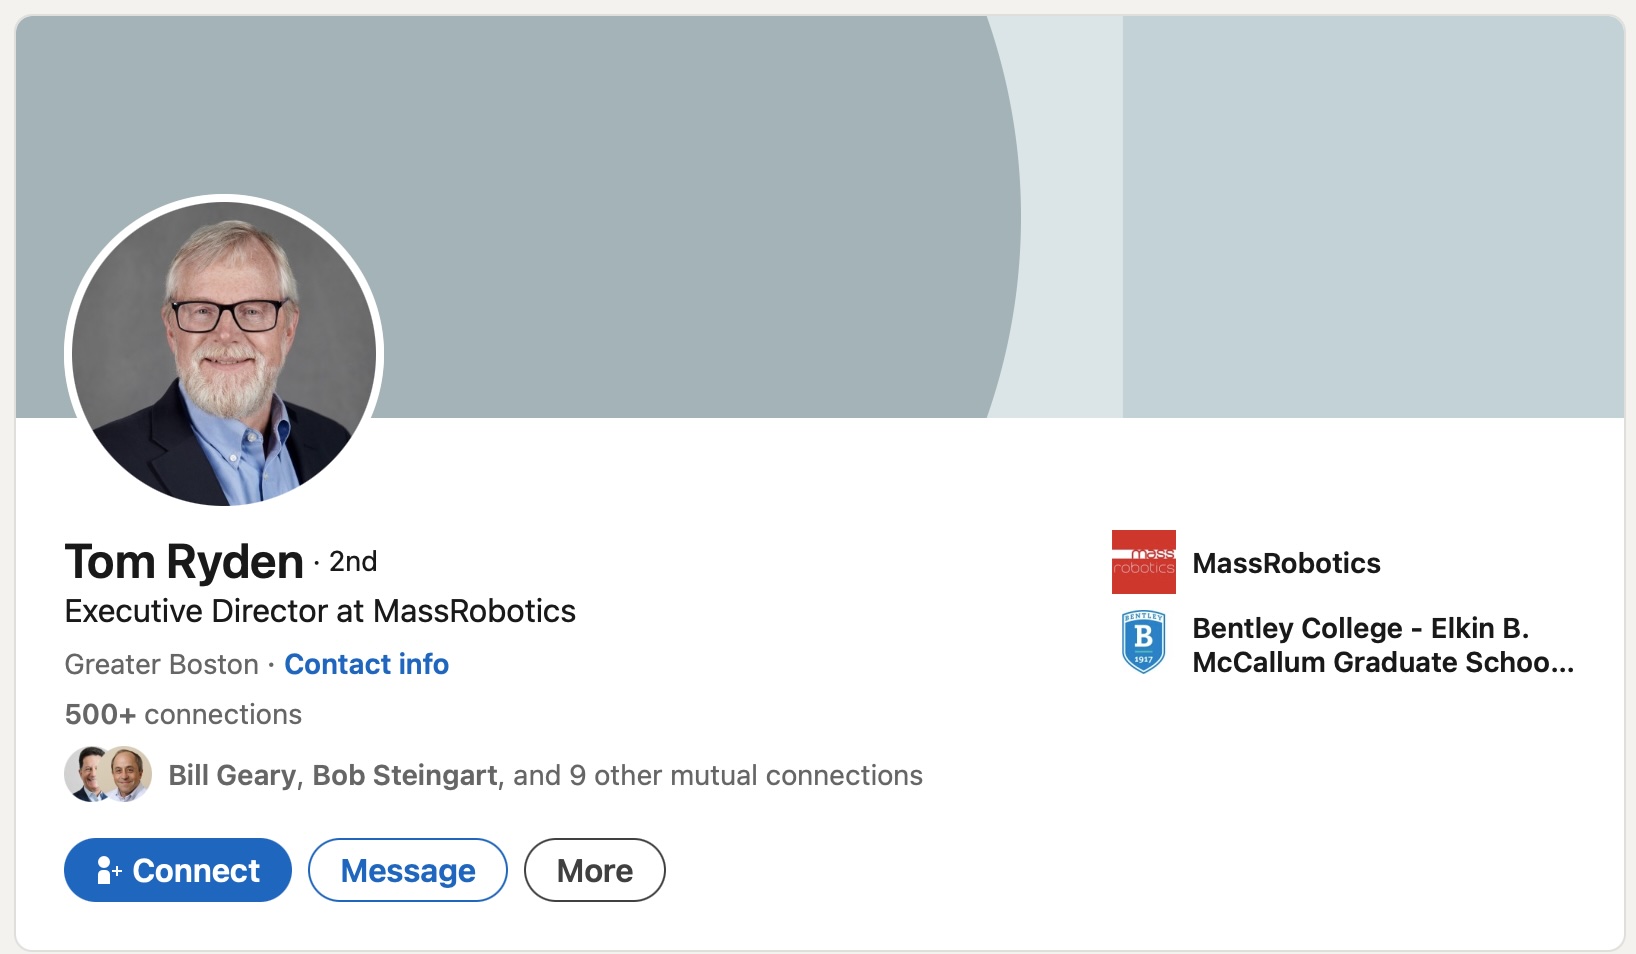 Tom Ryden · 2nd
Executive Director at MassRobotics
Greater Boston · Contact info
500+ connections
Bill Geary, Bob Steingart, and 9 other mutual connections
Connect
Message
More
mass
robotics
MassRobotics
BENTLEY
B
1917
Bentley College - Elkin B.
McCallum Graduate Schoo...